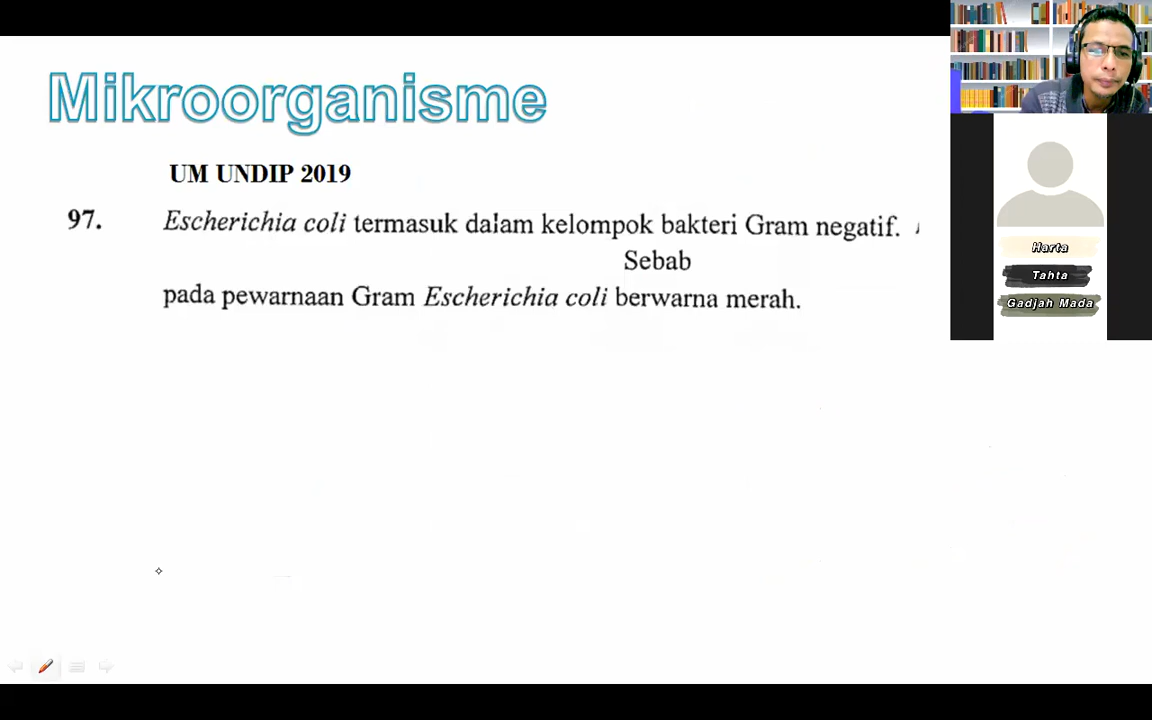 Mikroorganisme
UM UNDIP 2019
97. Escherichia coli termasuk dalam kelompok bakteri Gram negatif.
Sebab
pada pewarnaan Gram Escherichia coli berwarna merah.
Harta
Tahta
Gadjah Mada